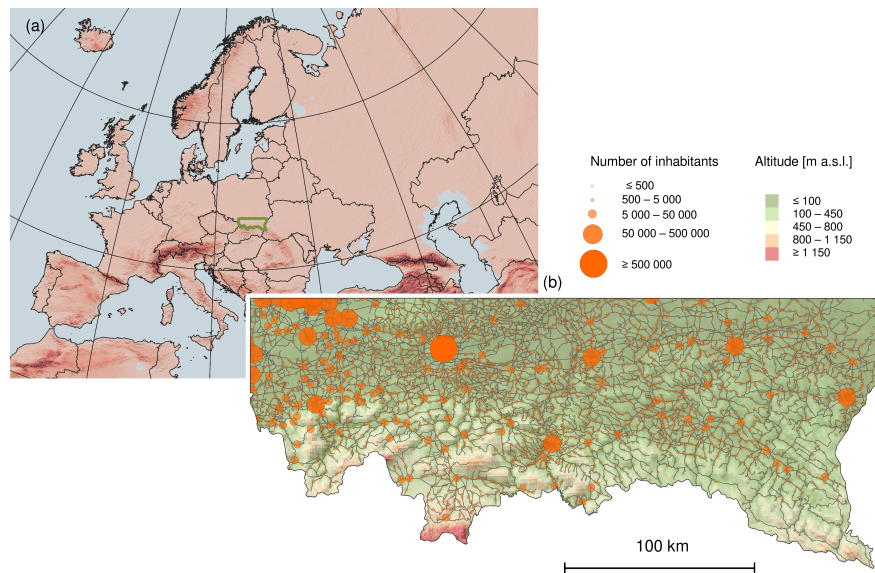 (a)
Number of inhabitants
≤ 500
500 – 5 000
5 000 – 50 000
50 000 – 500 000
≥ 500 000
Altitude [m a.s.l.]
≤ 100
100 – 450
450 – 800
800 – 1 150
≥ 1 150
(b)
100 km